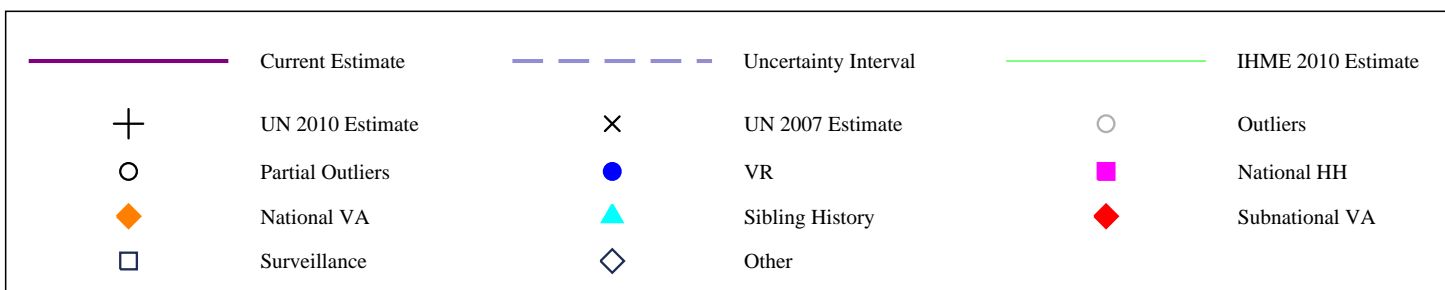 Current Estimate Uncertainty Interval IHME 2010 Estimate
UN 2010 Estimate UN 2007 Estimate Outliers
Partial Outliers VR National HH
National VA Sibling History Subnational VA
Surveillance Other